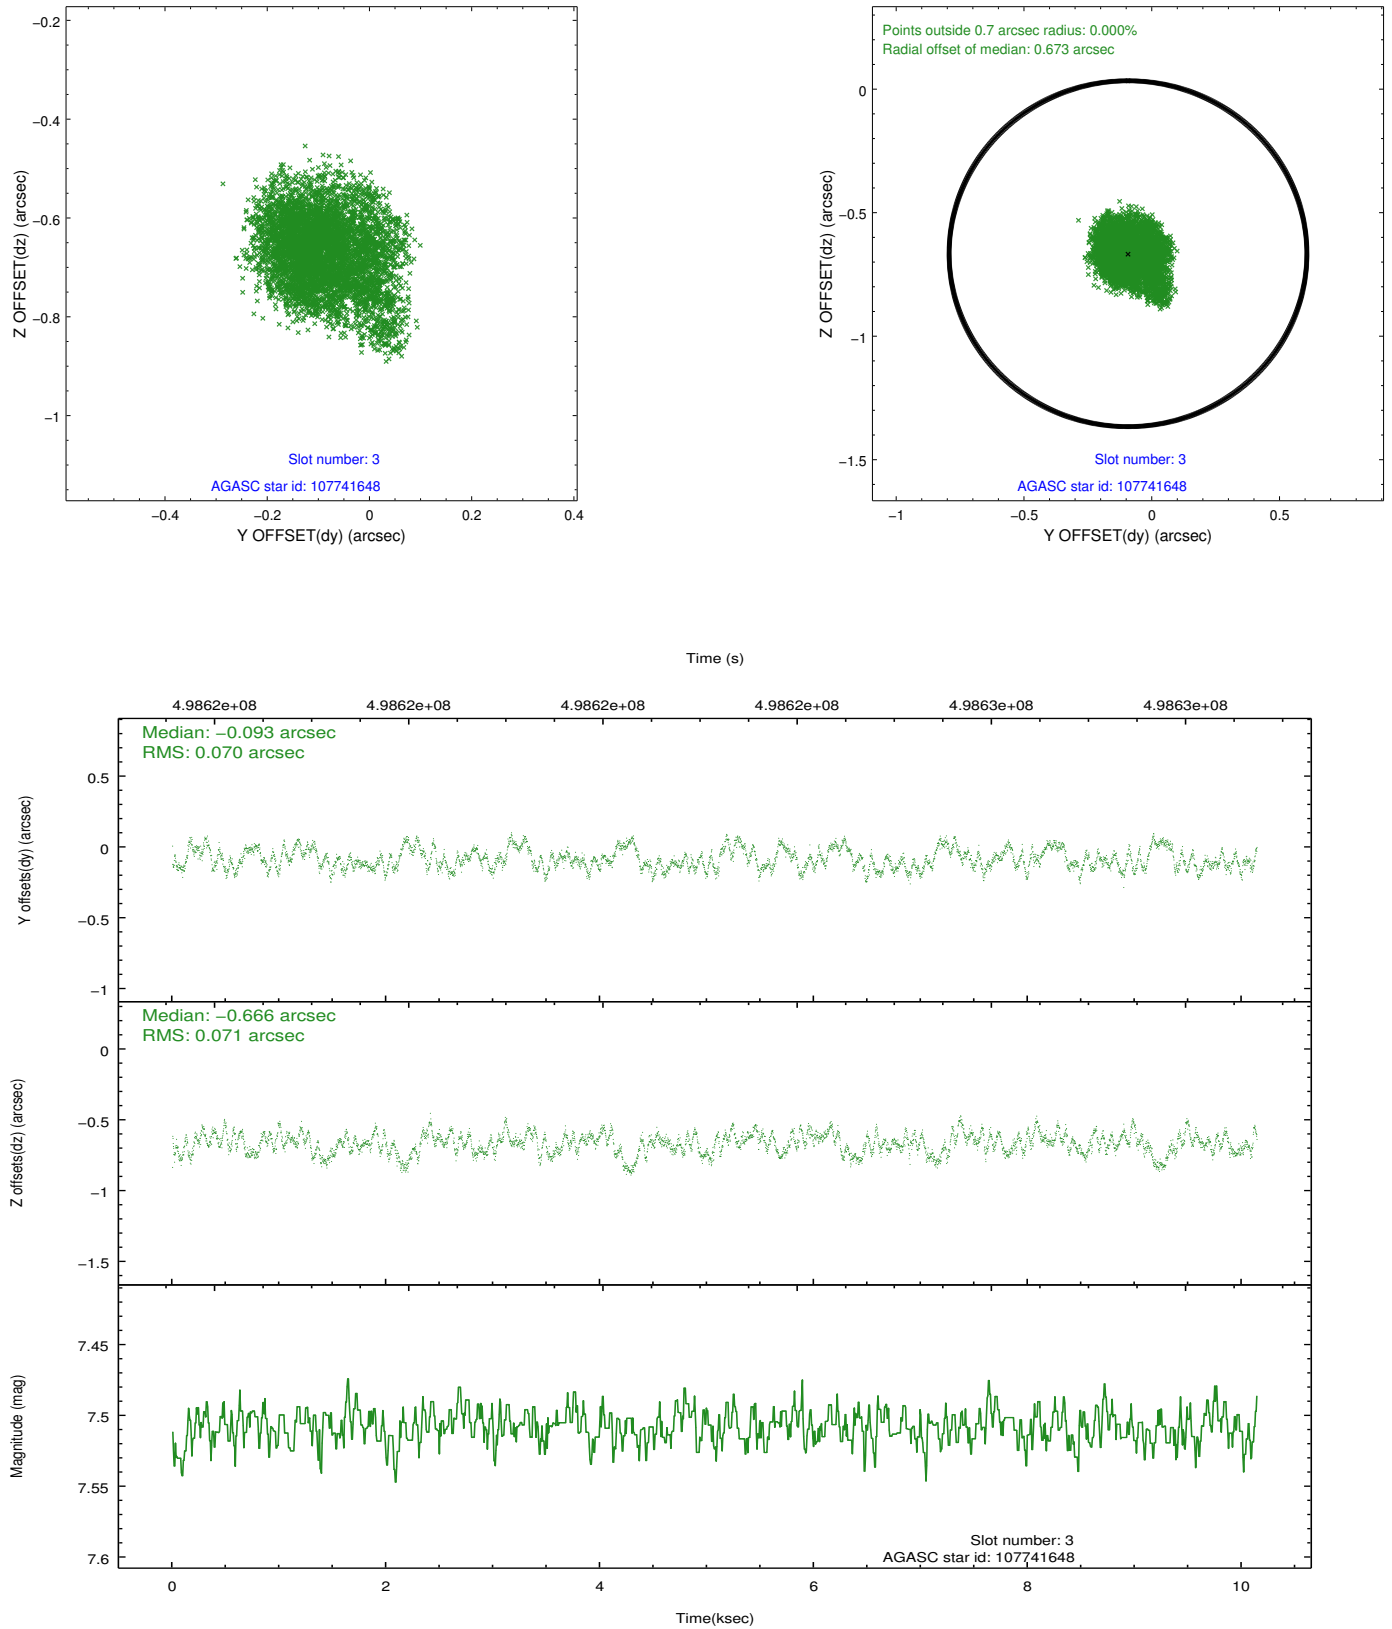 −0.2
−0.4
−0.6
−0.8
−1
Z OFFSET(dz) (arcsec)
Slot number: 3
AGASC star id: 107741648
−0.4
−0.2
0
0.2
0.4
Y OFFSET(dy) (arcsec)
Points outside 0.7 arcsec radius: 0.000%
Radial offset of median: 0.673 arcsec
0
−0.5
−1
−1.5
Z OFFSET(dz) (arcsec)
Slot number: 3
AGASC star id: 107741648
−1
−0.5
0
0.5
Y OFFSET(dy) (arcsec)
Time (s)
4.9862e+08
4.9862e+08
4.9862e+08
4.9862e+08
4.9863e+08
4.9863e+08
Median: −0.093 arcsec
RMS: 0.070 arcsec
0.5
0
−0.5
−1
Y offsets(dy) (arcsec)
Median: −0.666 arcsec
RMS: 0.071 arcsec
0
−0.5
−1
−1.5
Z offsets(dz) (arcsec)
7.45
7.5
7.55
7.6
Magnitude (mag)
Slot number: 3
AGASC star id: 107741648
0
2
4
6
8
10
Time(ksec)